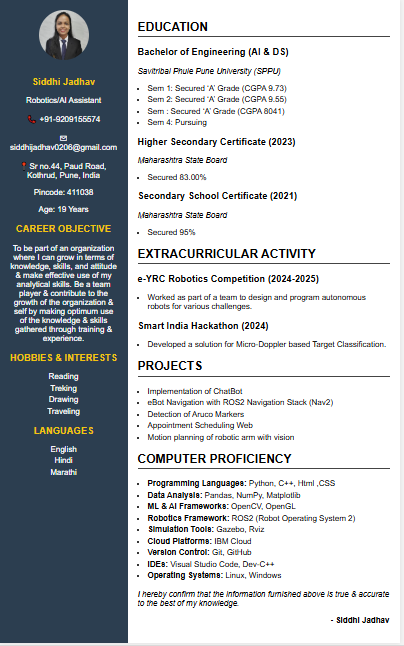 Siddhi Jadhav
Robotics/AI Assistant
+91-9209155574
siddhijadhav0206@gmail.com
Sr no.44, Paud Road,
Kothrud, Pune, India
Pincode: 411038
Age: 19 Years
CAREER OBJECTIVE
To be part of an organization
where I can grow in terms of
knowledge, skills, and attitude
& make effective use of my
analytical skills. Be a team
player & contribute to the
growth of the organization &
self by making optimum use
of the knowledge & skills
gathered through training &
experience.
HOBBIES & INTERESTS
Reading
Treking
Drawing
Traveling
LANGUAGES
English
Hindi
Marathi
EDUCATION
Bachelor of Engineering (AI & DS)
Savitribal Phule Pune University (SPPU)
• Sem 1: Secured 'A' Grade (CGPA 9.73)
• Sem 2: Secured 'A' Grade (CGPA 9.55)
• Sem : Secured 'A' Grade (CGPA 8041)
• Sem 4: Pursuing
Higher Secondary Certificate (2023)
Maharashtra State Board
• Secured 83.00%
Secondary School Certificate (2021)
Maharashtra State Board
• Secured 95%
EXTRACURRICULAR ACTIVITY
e-YRC Robotics Competition (2024-2025)
• Worked as part of a team to design and program autonomous
robots for various challenges.
Smart India Hackathon (2024)
• Developed a solution for Micro-Doppler based Target Classification.
PROJECTS
• Implementation of ChatBot
• eBot Navigation with ROS2 Navigation Stack (Nav2)
• Detection of Aruco Markers
• Appointment Scheduling Web
• Motion planning of robotic arm with vision
COMPUTER PROFICIENCY
• Programming Languages: Python, C++, Html ,CSS
• Data Analysis: Pandas, NumPy, Matplotlib
• ML & AI Frameworks: OpenCV, OpenGL
• Robotics Framework: ROS2 (Robot Operating System 2)
• Simulation Tools: Gazebo, Rviz
• Cloud Platforms: IBM Cloud
• Version Control: Git, GitHub
• IDEs: Visual Studio Code, Dev-C++
• Operating Systems: Linux, Windows
I hereby confirm that the information furnished above is true & accurate
to the best of my knowledge.
- Siddhi Jadhav